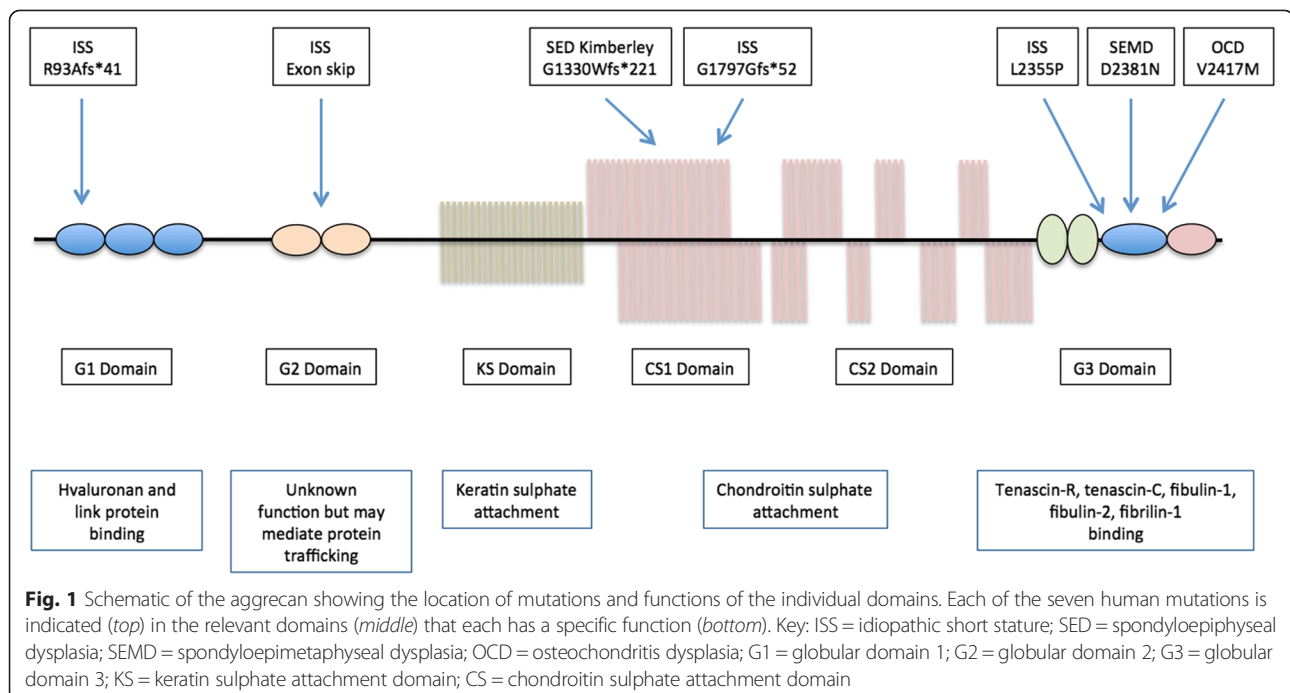 ISS
R93Afs*41
ISS
Exon skip
SED Kimberley
G1330Wfs*221
ISS
G1797Gfs*52
ISS
L2355P
SEMD
D2381N
OCD
V2417M
G1 Domain
G2 Domain
KS Domain
CS1 Domain
CS2 Domain
G3 Domain
Hyaluronan and
link protein
binding
Unknown
function but may
mediate protein
trafficking
Keratin sulphate
attachment
Chondroitin sulphate
attachment
Tenascin-R, tenascin-C, fibulin-1,
fibulin-2, fibrilin-1
binding
Fig. 1 Schematic of the aggrecan showing the location of mutations and functions of the individual domains. Each of the seven human mutations is
indicated (top) in the relevant domains (middle) that each has a specific function (bottom). Key: ISS = idiopathic short stature; SED = spondyloepiphyseal
dysplasia; SEMD = spondyloepimetaphyseal dysplasia; OCD = osteochondritis dysplasia; G1 = globular domain 1; G2 = globular domain 2; G3 = globular
domain 3; KS = keratin sulphate attachment domain; CS = chondroitin sulphate attachment domain